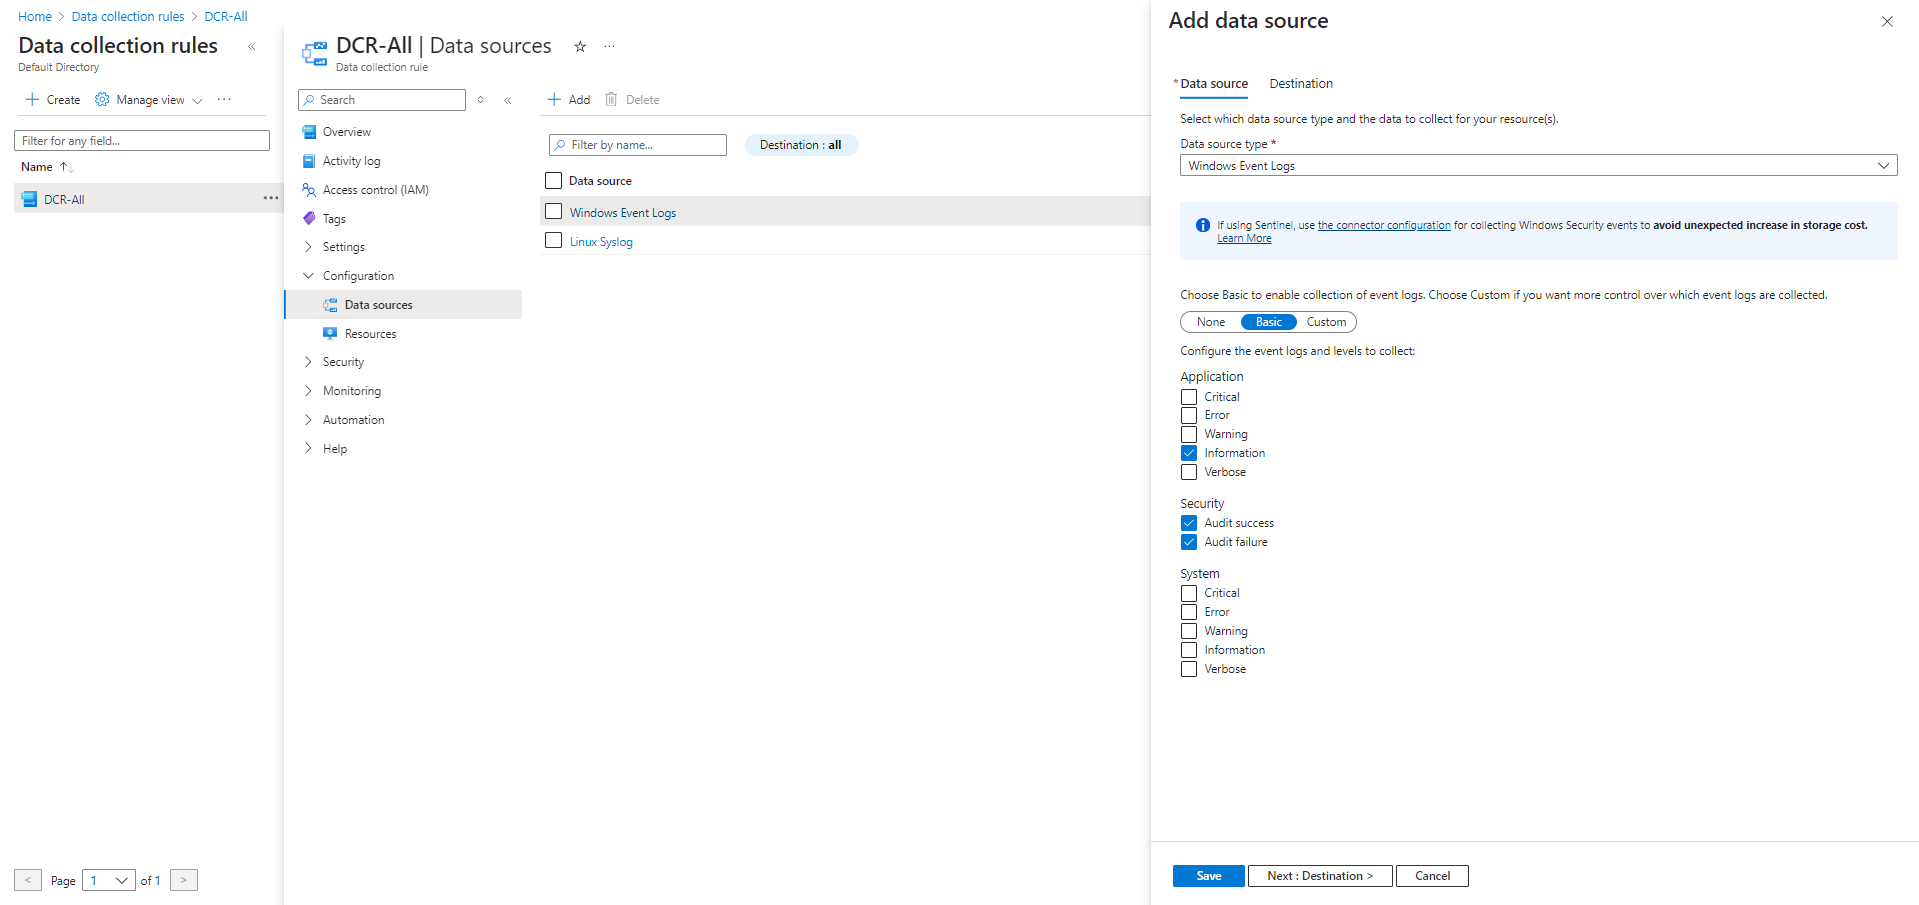 Home > Data collection rules > DCR-All
Data collection rules «
Default Directory
+ Create Manage view ...
Filter for any field...
Name ↑↓
DCR-All ...
< Page 1 of 1 >
DCR-All | Data sources ☆ ...
Data collection rule
Search «
Overview
Activity log
Access control (IAM)
Tags
Settings
Configuration
Data sources
Resources
Security
Monitoring
Automation
Help
+ Add Delete
Filter by name... Destination : all
Data source
Windows Event Logs
Linux Syslog
Add data source
* Data source Destination
Select which data source type and the data to collect for your resource(s).
Data source type *
Windows Event Logs
If using Sentinel, use the connector configuration for collecting Windows Security events to avoid unexpected increase in storage cost.
Learn More
Choose Basic to enable collection of event logs. Choose Custom if you want more control over which event logs are collected.
None Basic Custom
Configure the event logs and levels to collect:
Application
Critical
Error
Warning
Information
Verbose
Security
Audit success
Audit failure
System
Critical
Error
Warning
Information
Verbose
Save Next : Destination > Cancel